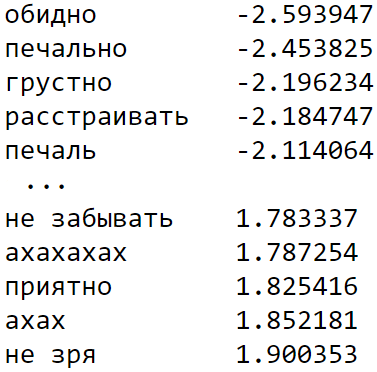 обидно -2.593947
печально -2.453825
грустно -2.196234
расстраивать -2.184747
печаль -2.114064
...
не забывать 1.783337
ахахахах 1.787254
приятно 1.825416
ахах 1.852181
не зря 1.900353